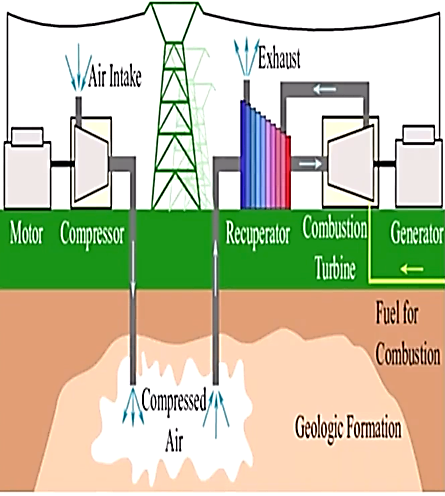 Air Intake
Exhaust
Motor
Compressor
Recuperator
Combustion
Turbine
Generator
Fuel for
Combustion
Compressed
Air
Geologic Formation